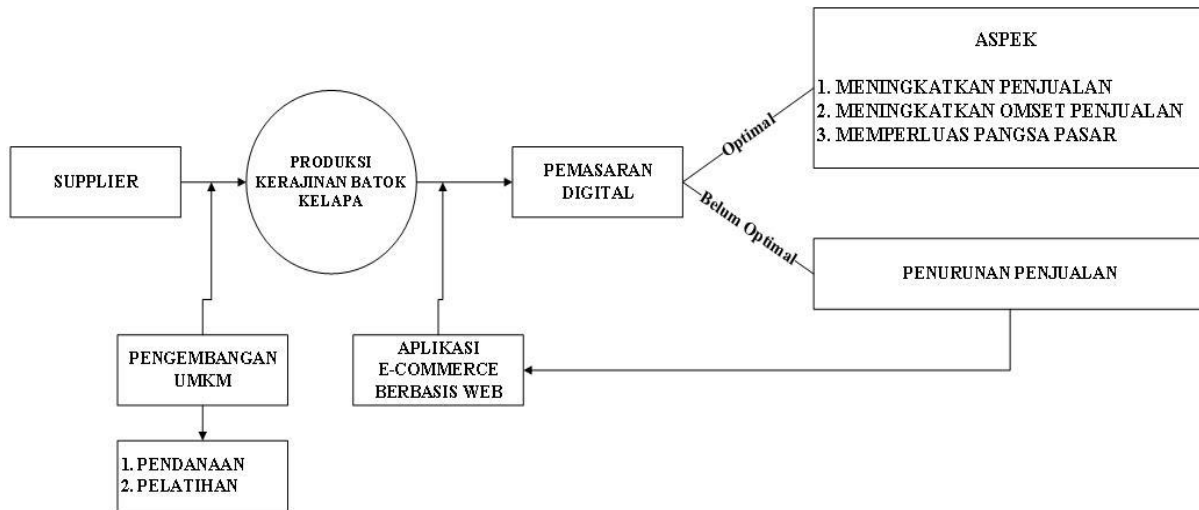 ASPEK
1. MENINGKATKAN PENJUALAN
2. MENINGKATKAN OMSET PENJUALAN
3. MEMPERLUAS PANGSA PASAR
Optimal
SUPPLIER
PRODUKSI
KERAJINAN BATOK
KELAPA
PEMASARAN
DIGITAL
Belum Optimal
PENURUNAN PENJUALAN
PENGEMBANGAN
UMKM
APLIKASI
E-COMMERCE
BERBASIS WEB
1. PENDANAAN
2. PELATIHAN